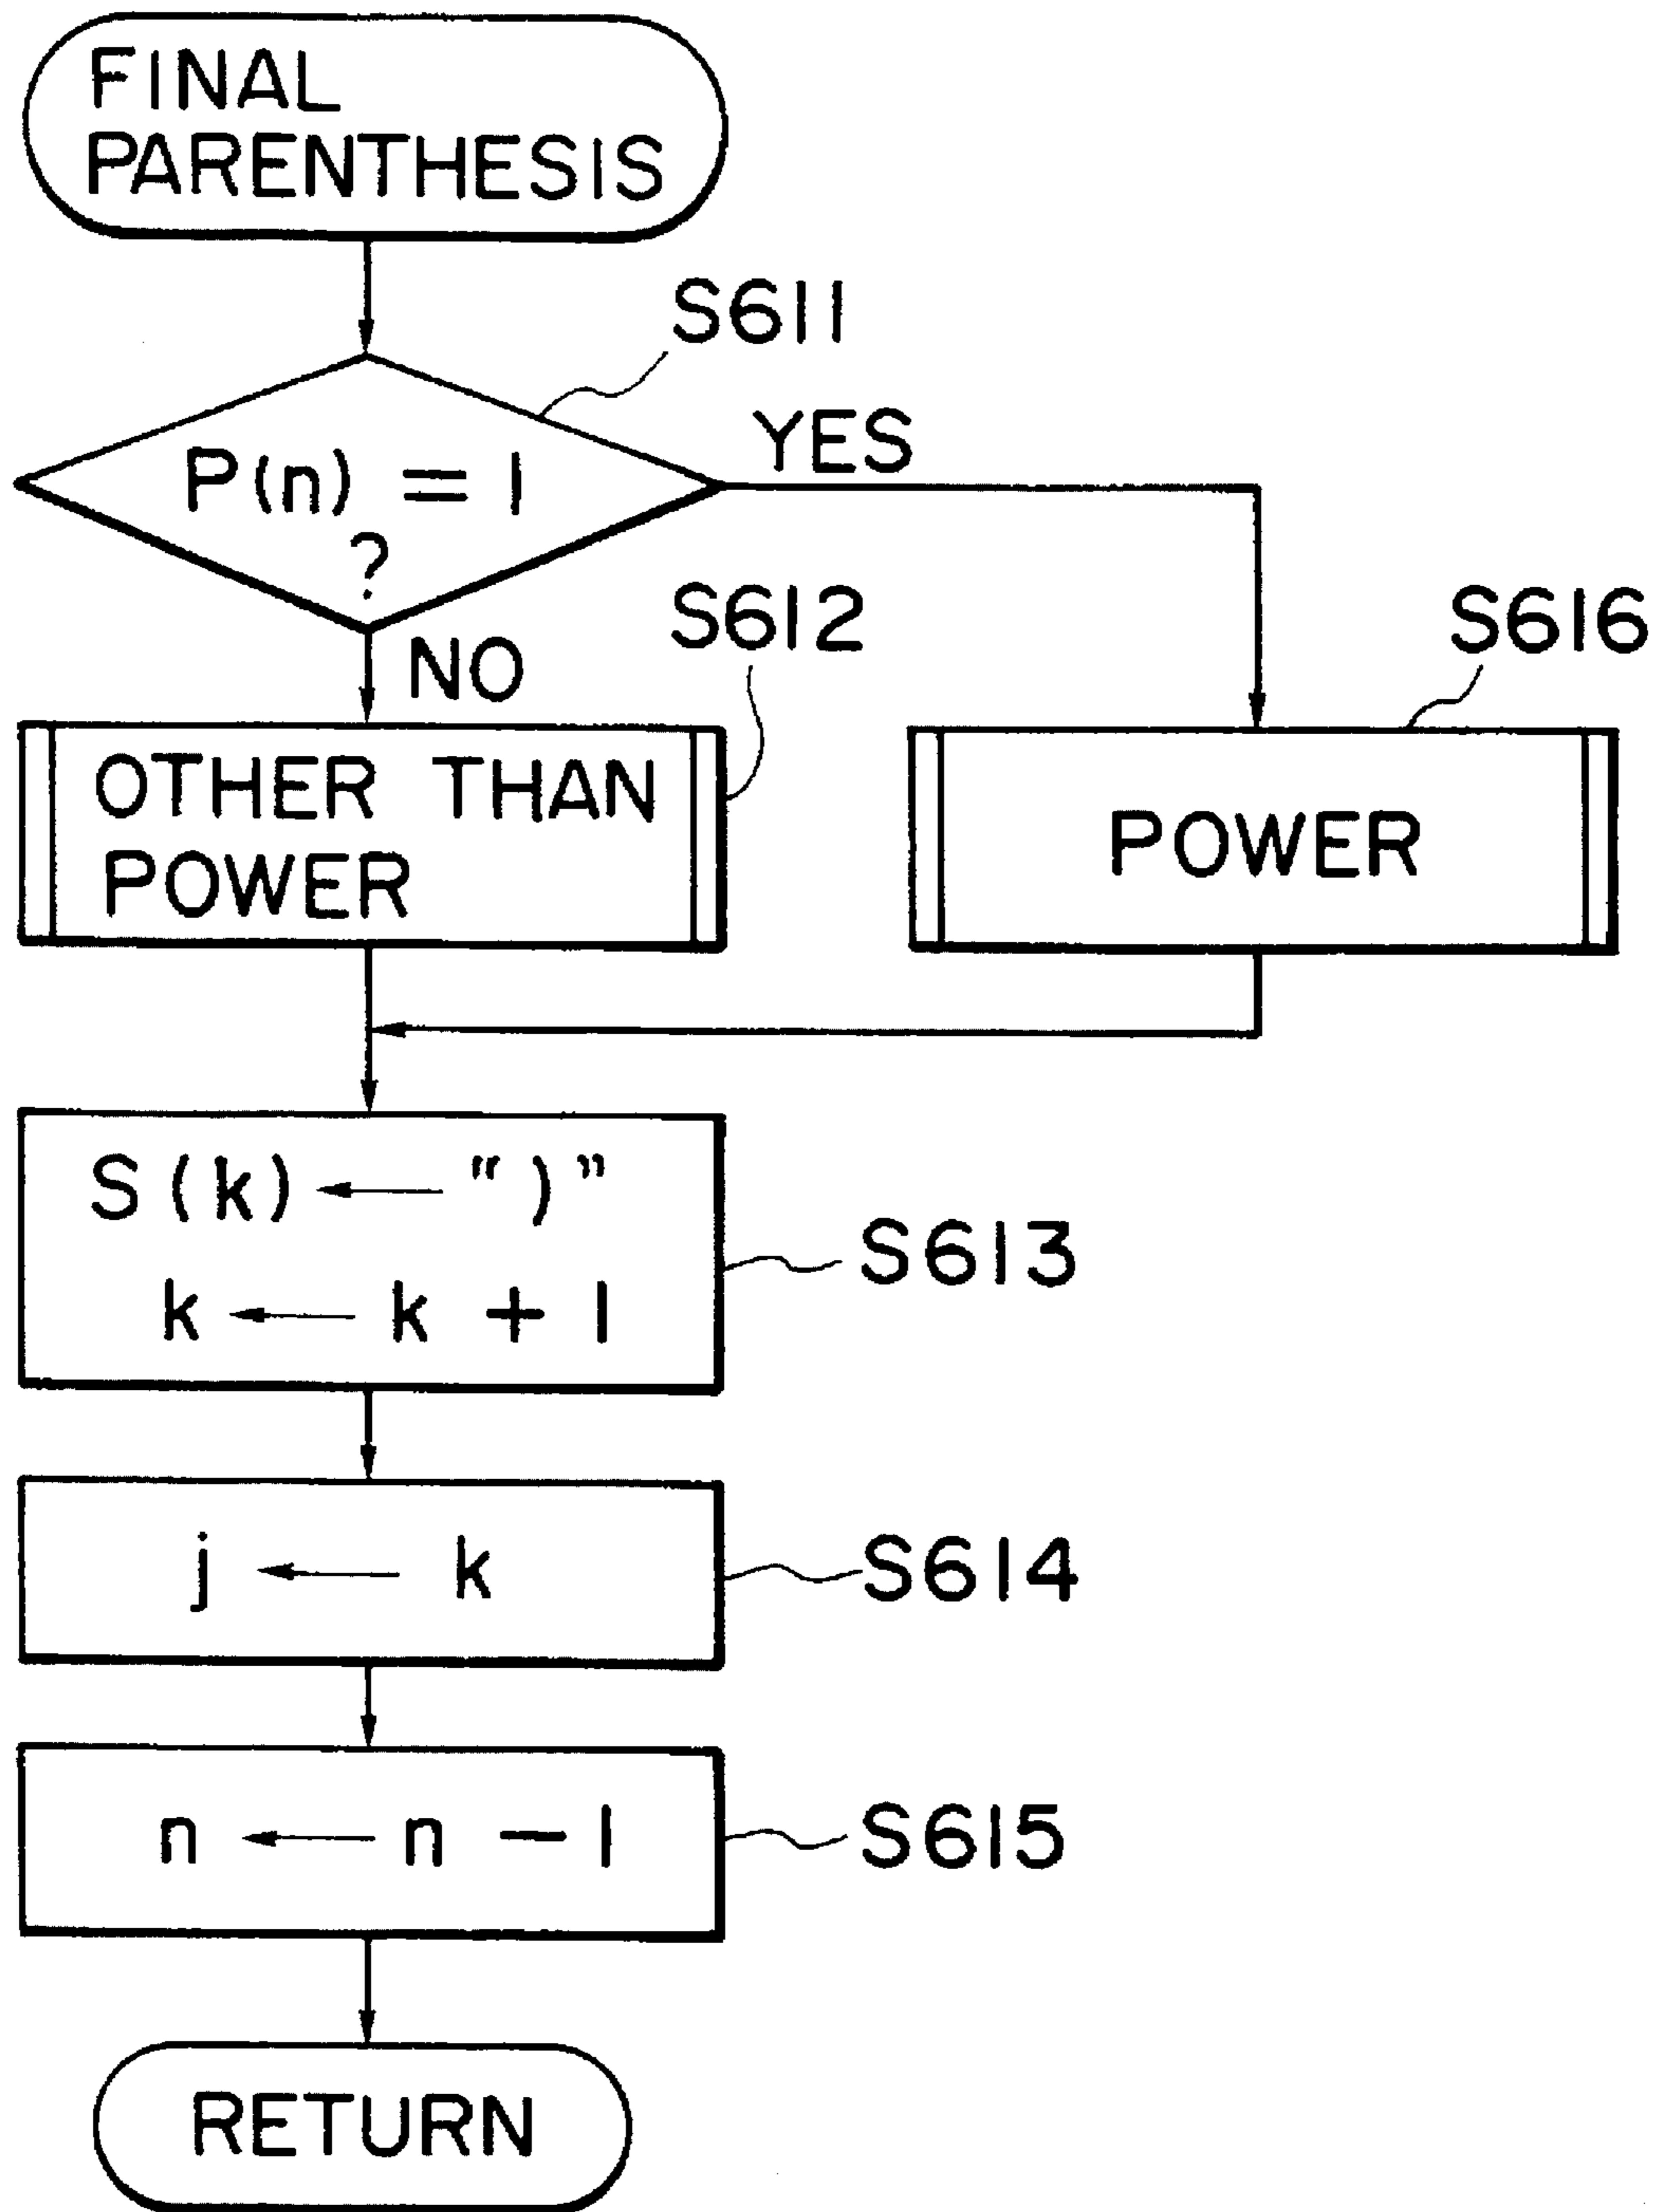 FINAL
PARENTHESIS
S611
P(n) = 1
?
YES
NO
S612
S616
OTHER THAN
POWER
POWER
S(k) ← ")"
k ← k + 1
S613
j ← k
S614
n ← n - 1
S615
RETURN